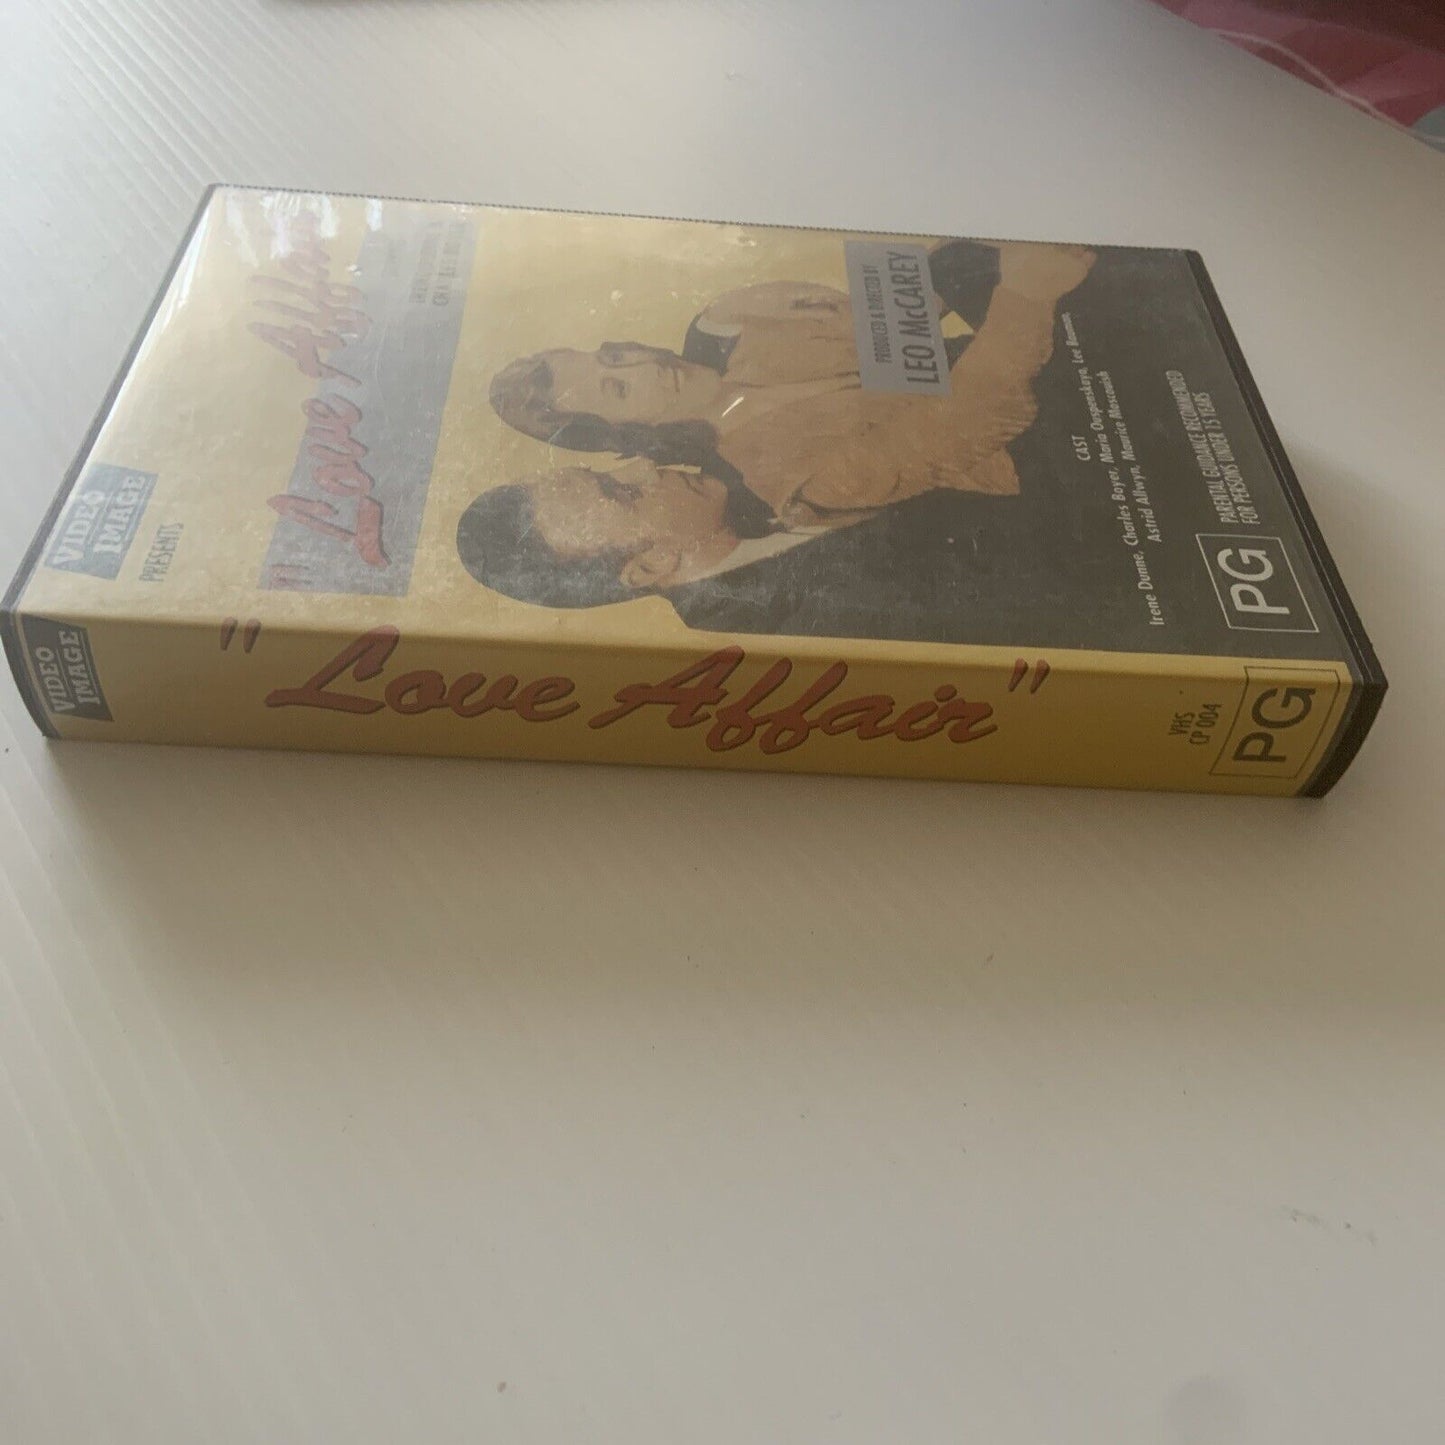 VIDEO
IMAGE
PRESENTS
"Love Affair
PRODUCED & DIRECTED BY
LEO McCAREY
CAST
Irene Dunne, Charles Boyer, Maria Ouspenskaya, Lee Bowman,
Astrid Allwyn, Maurice Moscovich
PG
PARENTAL GUIDANCE RECOMMENDED
FOR PERSONS UNDER 15 YEARS
VIDEO
IMAGE
"Love Affair"
VHS
CP 004
PG